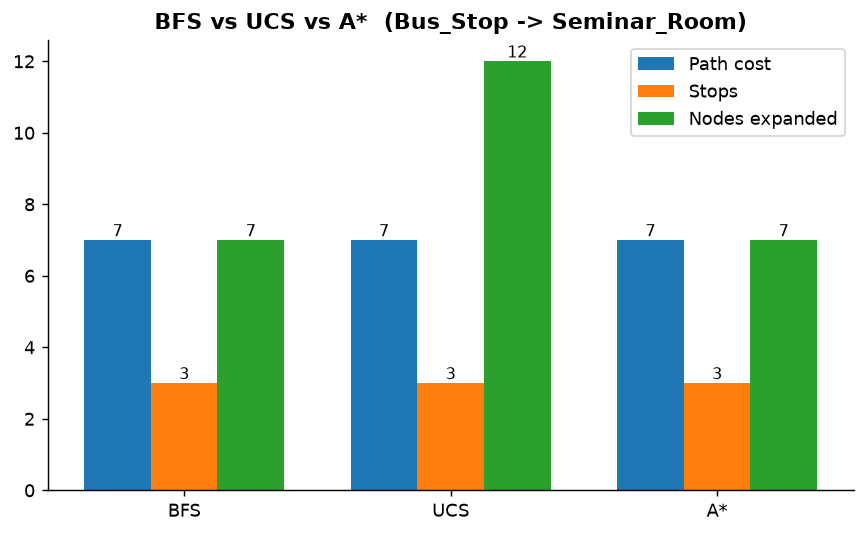 BFS vs UCS vs A*  (Bus_Stop -> Seminar_Room)
12
Path cost
Stops
Nodes expanded
12
10
8
6
4
2
0
7
3
7
7
3
7
3
7
BFS
UCS
A*